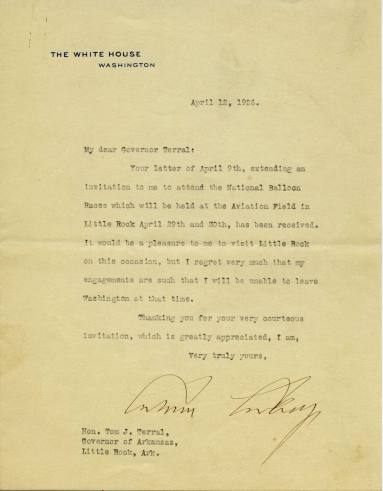 THE WHITE HOUSE
WASHINGTON
April 12, 1926.
My dear Governor Terral:
Your letter of April 9th, extending an
invitation to me to attend the National Balloon
Races which will be held at the Aviation Field in
Little Rock April 29th and 30th, has been received.
It would be a pleasure to me to visit Little Rock
on this occasion, but I regret very much that my
engagements are such that I will be unable to leave
Washington at that time.
Thanking you for your very courteous
invitation, which is greatly appreciated, I am,
Very truly yours,
Hon. Tom J. Terral,
Governor of Arkansas,
Little Rock, Ark.